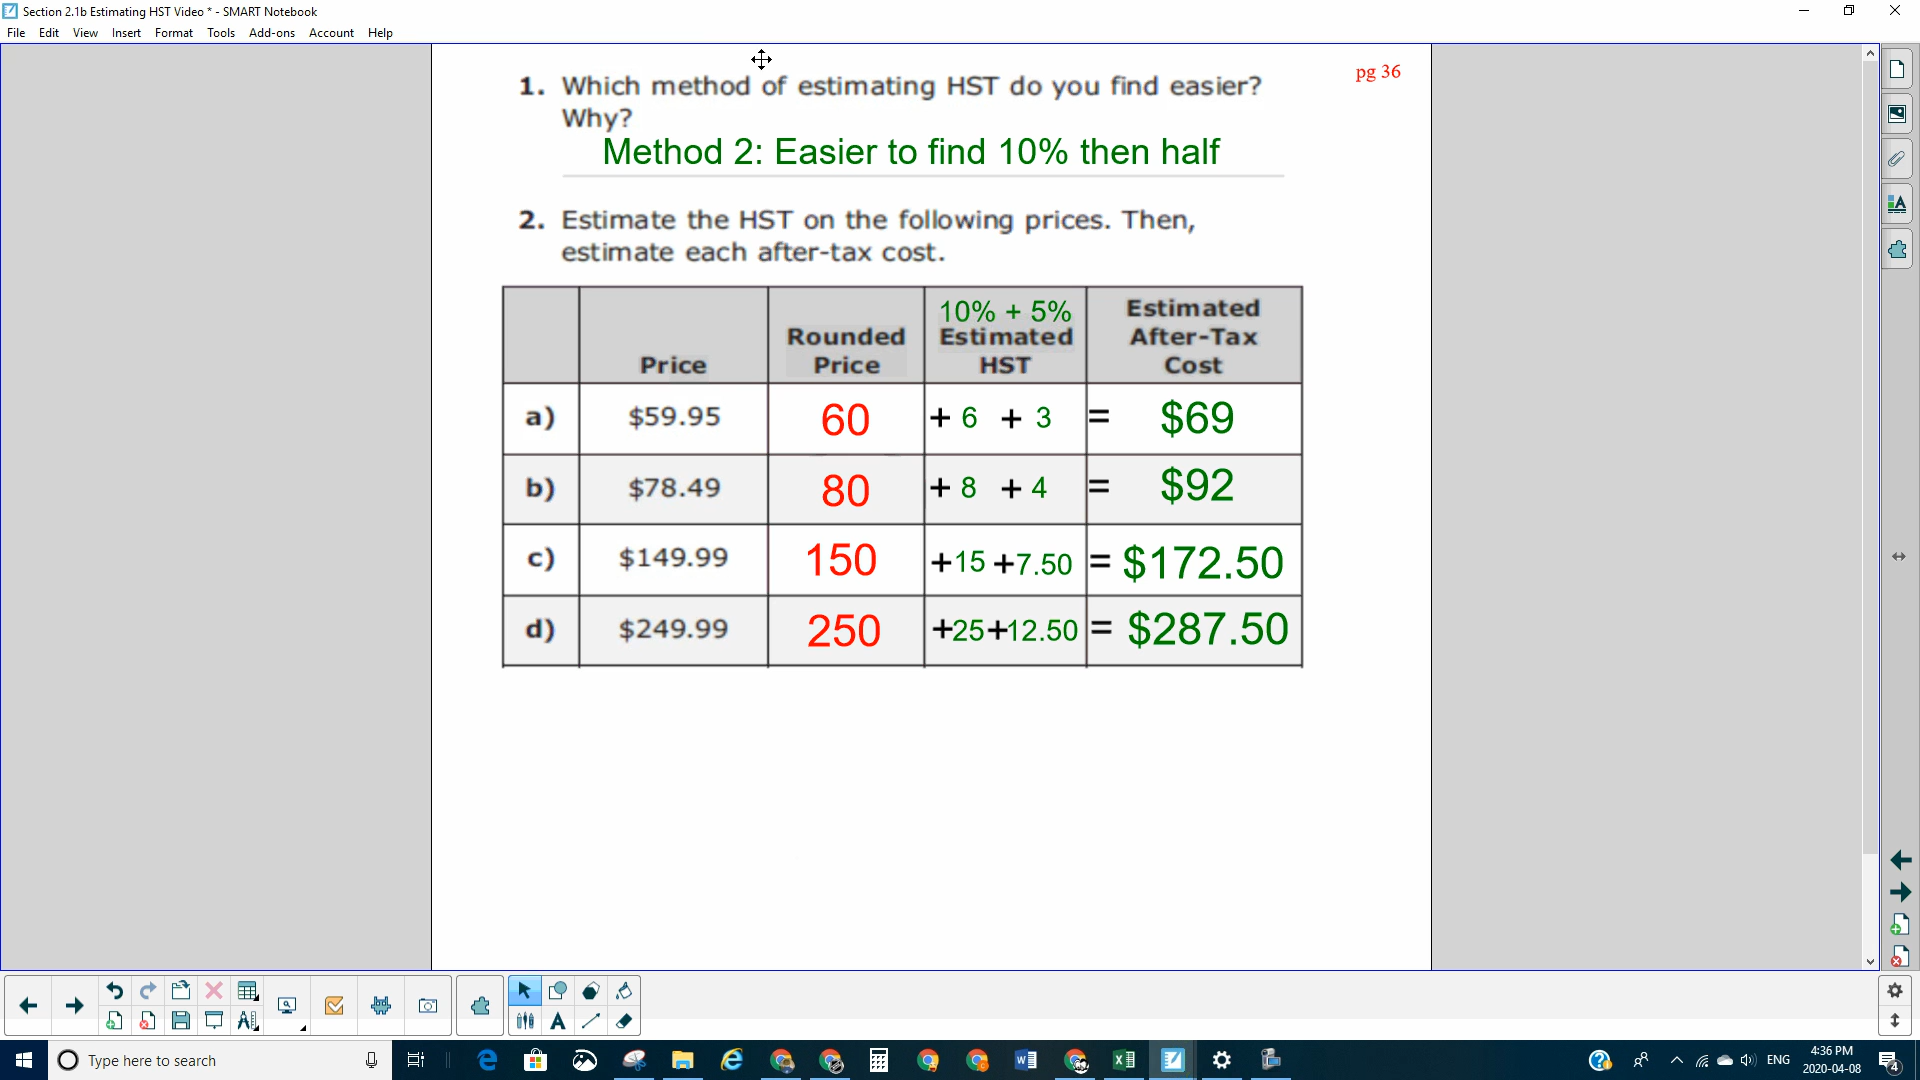 Section 2.1b Estimating HST Video * - SMART Notebook
File Edit View Insert Format Tools Add-ons Account Help
pg 36
1. Which method of estimating HST do you find easier?
Why?
Method 2: Easier to find 10% then half
2. Estimate the HST on the following prices. Then,
estimate each after-tax cost.
Price
Rounded
Price
10% + 5%
Estimated
HST
Estimated
After-Tax
Cost
a) $59.95 60 + 6 + 3 = $69
b) $78.49 80 + 8 + 4 = $92
c) $149.99 150 +15 +7.50 = $172.50
d) $249.99 250 +25+12.50 = $287.50
Type here to search
ENG
4:36 PM
2020-04-08
4